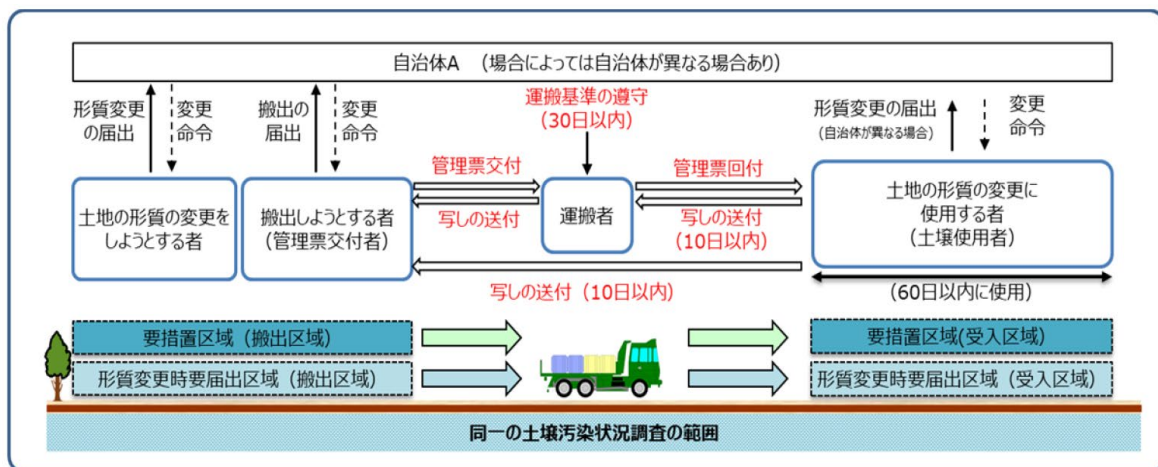 自治体A　(場合によっては自治体が異なる場合あり)
形質変更
の届出
変更
命令
搬出の
届出
変更
命令
運搬基準の遵守
(30日以内)
形質変更の届出
(自治体が異なる場合)
変更
命令
土地の形質の変更を
しようとする者
搬出しようとする者
(管理票交付者)
管理票交付
写しの送付
運搬者
管理票回付
写しの送付
(10日以内)
土地の形質の変更に
使用する者
(土壌使用者)
写しの送付（10日以内）
(60日以内に使用)
要措置区域（搬出区域）
要措置区域(受入区域)
形質変更時要届出区域（搬出区域）
形質変更時要届出区域（受入区域）
同一の土壌汚染状況調査の範囲